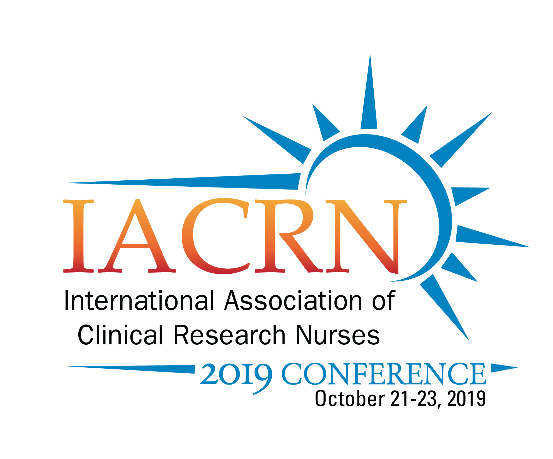 IACRN
International Association of
Clinical Research Nurses
2019 CONFERENCE
October 21-23, 2019